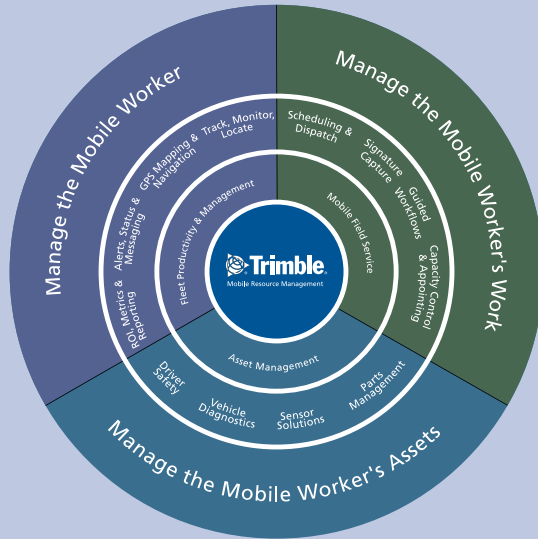 Manage the Mobile Worker
Manage the Mobile Worker's Work
Manage the Mobile Worker's Assets
ROI, Metrics &
Reporting
Alerts, Status &
Messaging
GPS Mapping &
Navigation
Track, Monitor,
Locate
Scheduling &
Dispatch
Signature
Capture
Guided
Workflows
Capacity Control
& Appointing
Driver
Safety
Vehicle
Diagnostics
Sensor
Solutions
Parts
Management
Fleet Productivity & Management
Mobile Field Service
Asset Management
Trimble®
Mobile Resource Management